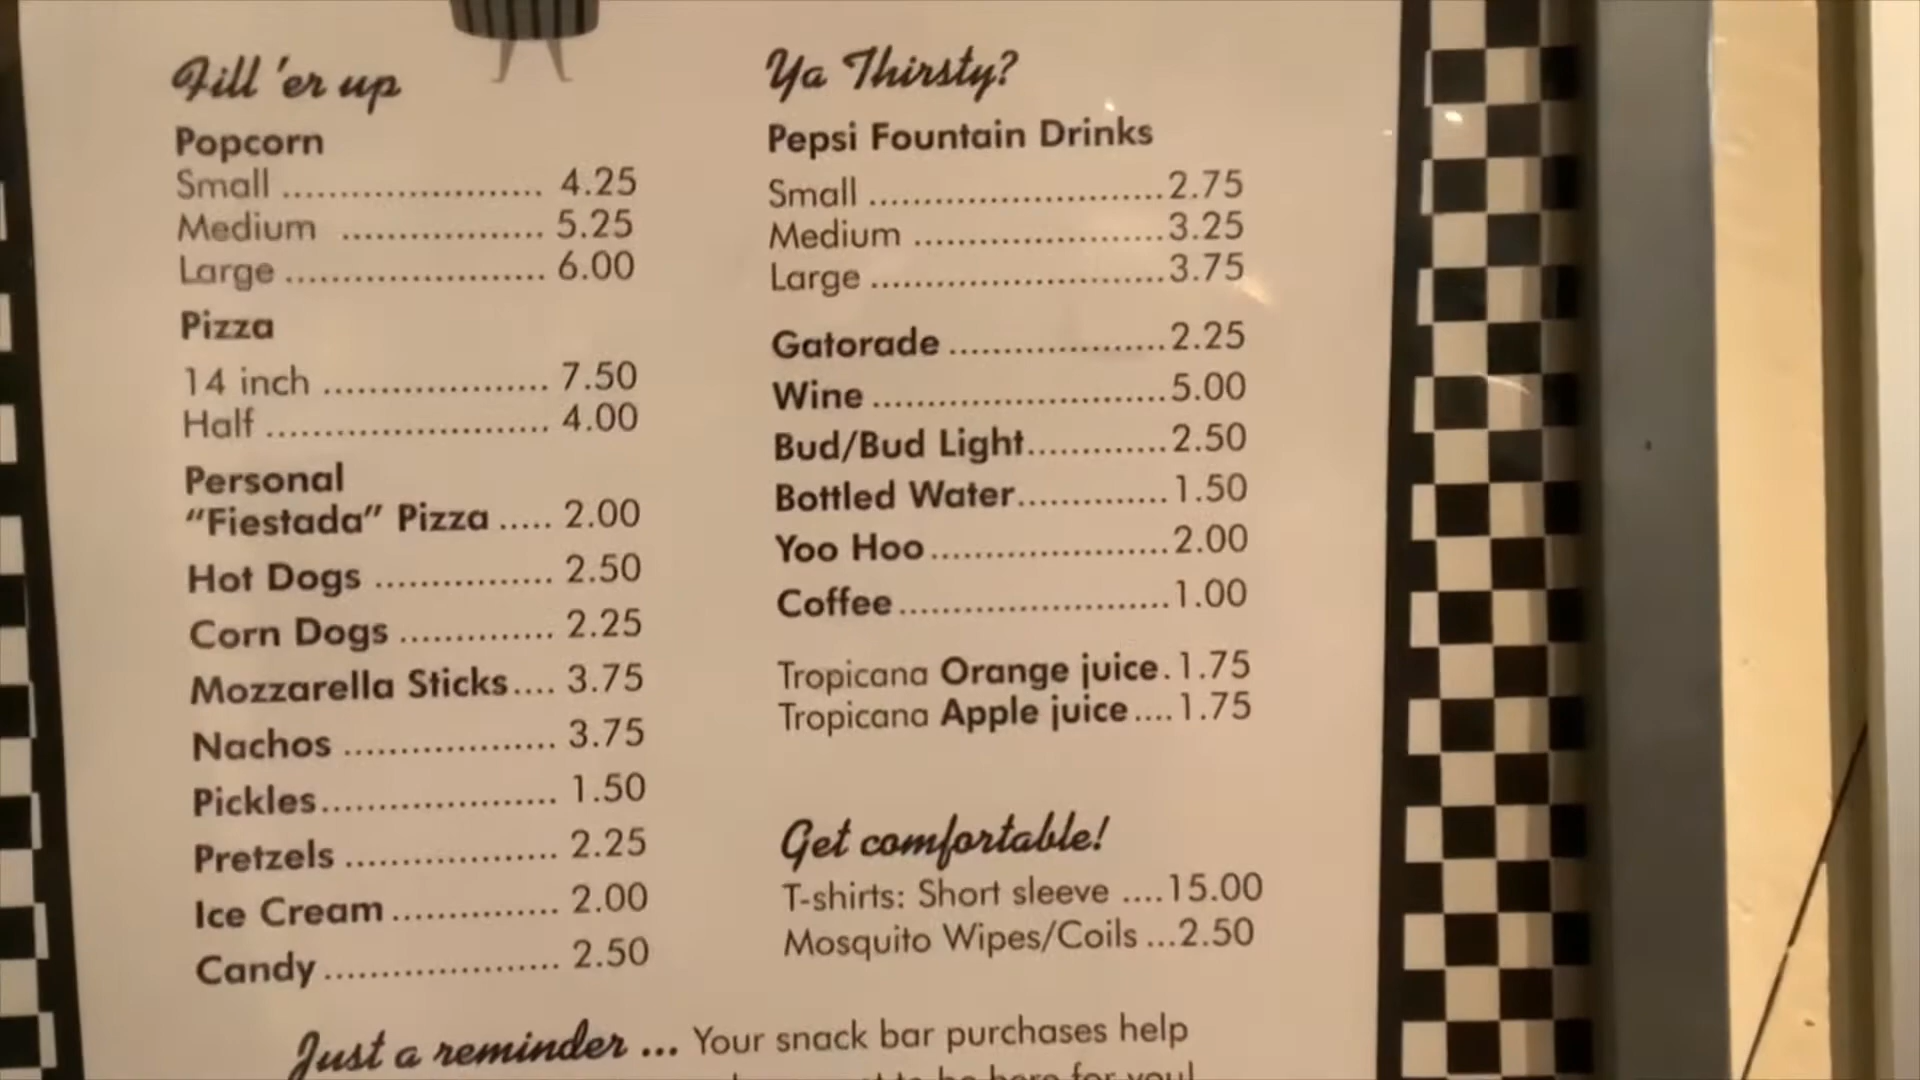 Fill 'er up
Popcorn
Small ........................ 4.25
Medium ................... 5.25
Large ........................ 6.00
Pizza
14 inch ..................... 7.50
Half .......................... 4.00
Personal
“Fiestada” Pizza ..... 2.00
Hot Dogs ................ 2.50
Corn Dogs .............. 2.25
Mozzarella Sticks.... 3.75
Nachos .................... 3.75
Pickles...................... 1.50
Pretzels .................... 2.25
Ice Cream ............... 2.00
Candy ...................... 2.50
Ya Thirsty?
Pepsi Fountain Drinks
Small ...........................2.75
Medium .......................3.25
Large ...........................3.75
Gatorade ....................2.25
Wine ...........................5.00
Bud/Bud Light.............2.50
Bottled Water..............1.50
Yoo Hoo ......................2.00
Coffee .........................1.00
Tropicana Orange juice.1.75
Tropicana Apple juice ....1.75
Get comfortable!
T-shirts: Short sleeve ....15.00
Mosquito Wipes/Coils ...2.50
Just a reminder ... Your snack bar purchases help
to be here for you!